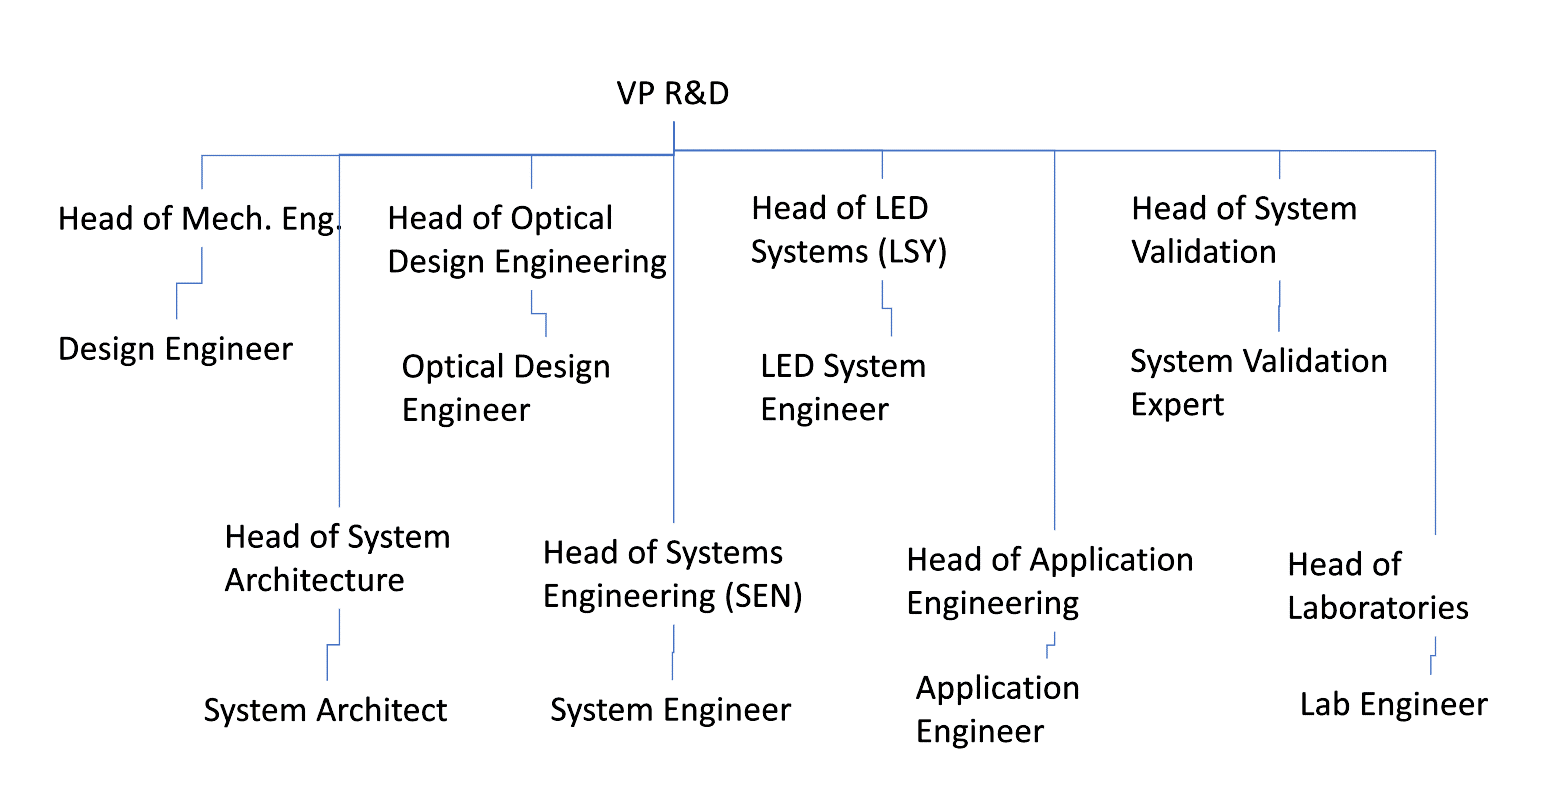 VP R&D
Head of Mech. Eng.
Design Engineer
Head of Optical
Design Engineering
Optical Design
Engineer
Head of LED
Systems (LSY)
LED System
Engineer
Head of System
Validation
System Validation
Expert
Head of System
Architecture
System Architect
Head of Systems
Engineering (SEN)
System Engineer
Head of Application
Engineering
Application
Engineer
Head of
Laboratories
Lab Engineer